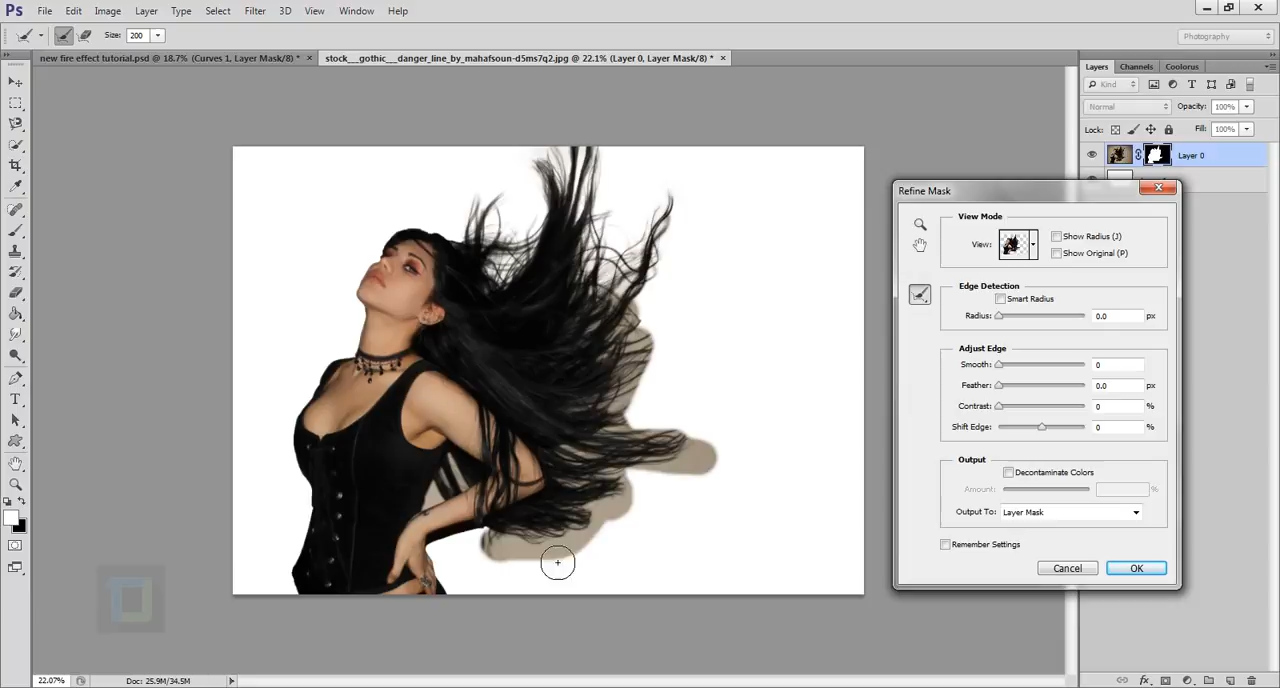 Ps File Edit Image Layer Type Select Filter 3D View Window Help
Size: 200 Photography
new fire effect tutorial.psd @ 18.7% (Curves 1, Layer Mask/8) * × stock___gothic___danger_line_by_mahafsoun-d5ms7q2.jpg @ 22.1% (Layer 0, Layer Mask/8) * ×
Layers Channels Coolorus
Kind
Normal Opacity: 100%
Lock: Fill: 100%
Layer 0
Refine Mask
View Mode
View: Show Radius (J)
Show Original (P)
Edge Detection
Smart Radius
Radius: 0.0 px
Adjust Edge
Smooth: 0
Feather: 0.0 px
Contrast: 0 %
Shift Edge: 0 %
Output
Decontaminate Colors
Amount: %
Output To: Layer Mask
Remember Settings
Cancel OK
22.07% Doc: 25.9M/34.5M